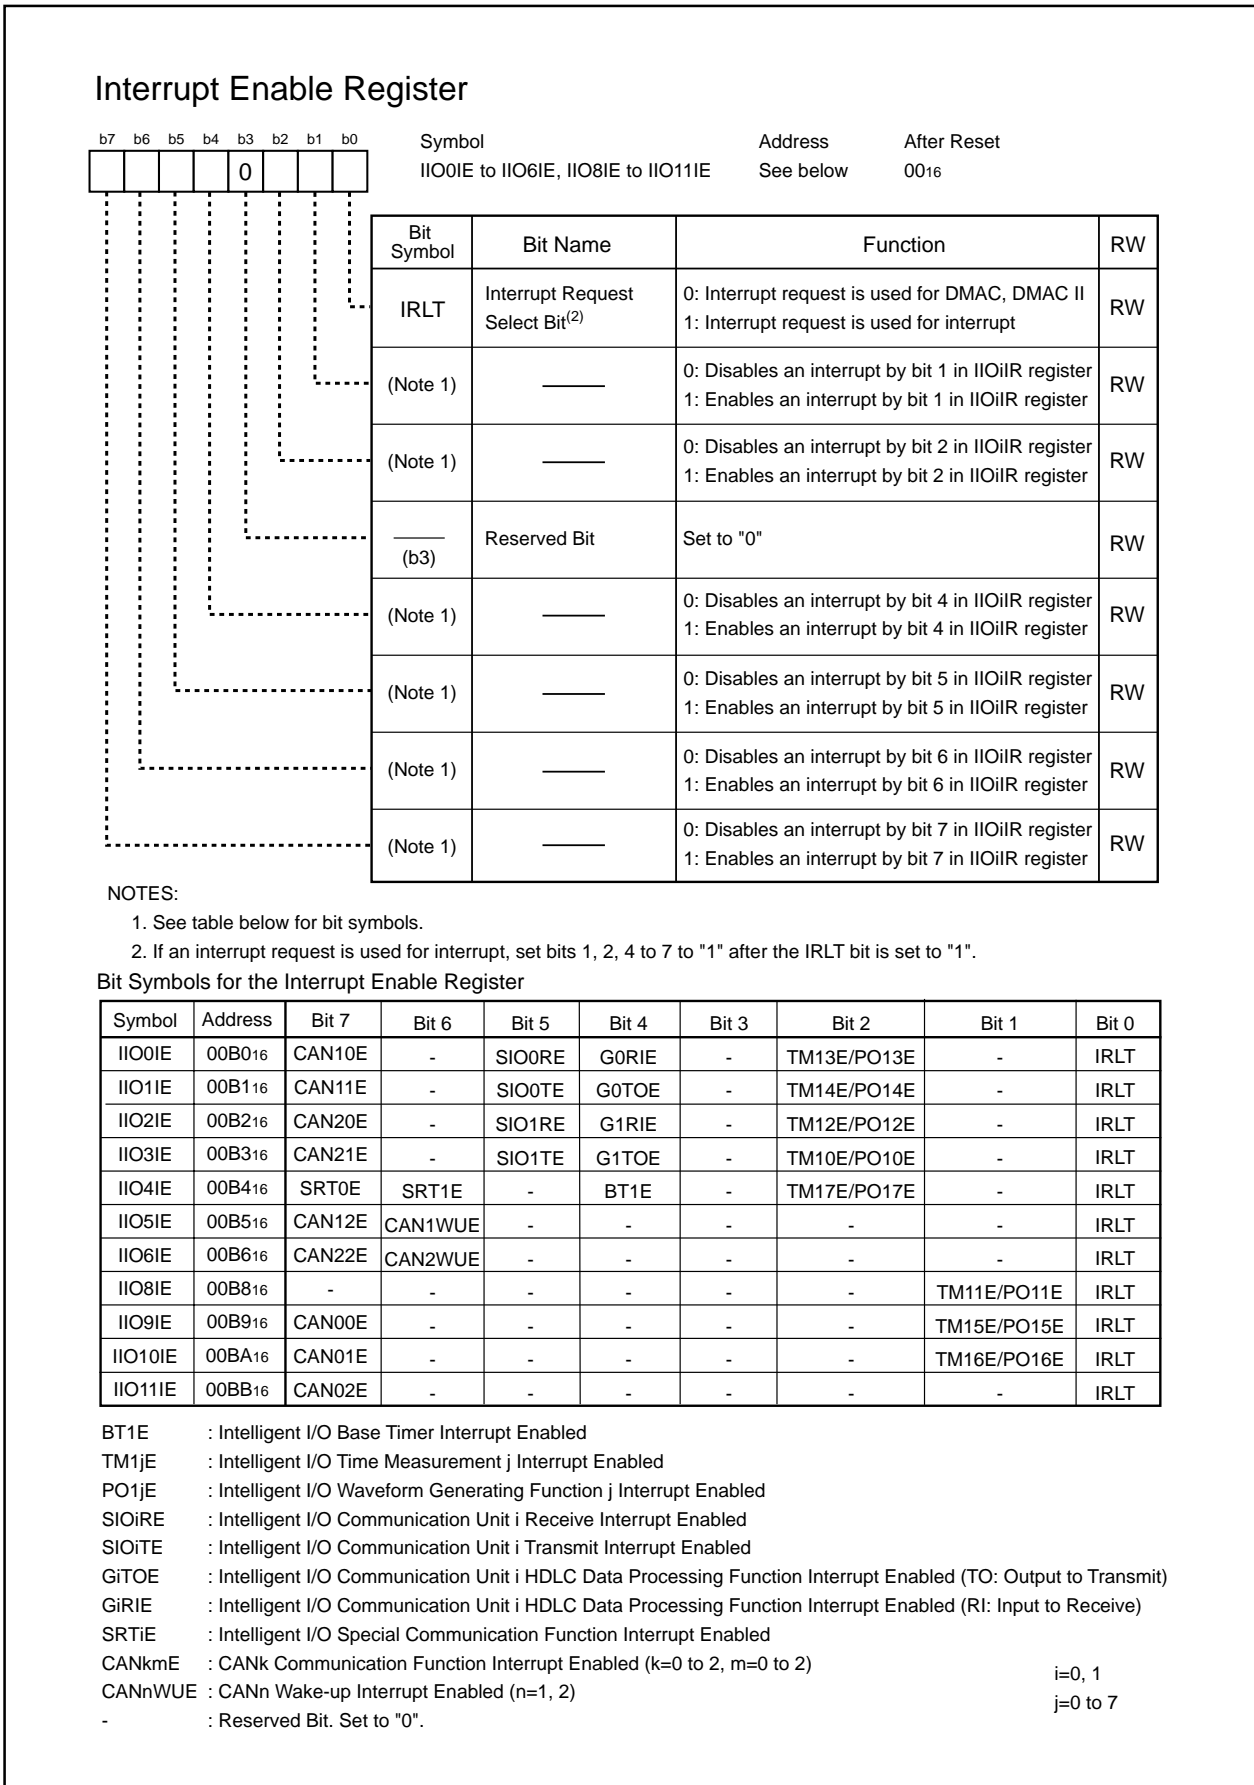 Interrupt Enable Register
b7 b6 b5 b4 b3 b2 b1 b0
0
Symbol Address After Reset
IIO0IE to IIO6IE, IIO8IE to IIO11IE See below 0016
Bit Symbol Bit Name Function RW
IRLT Interrupt Request Select Bit(2) 0: Interrupt request is used for DMAC, DMAC II
1: Interrupt request is used for interrupt RW
(Note 1) 0: Disables an interrupt by bit 1 in IIOiIR register
1: Enables an interrupt by bit 1 in IIOiIR register RW
(Note 1) 0: Disables an interrupt by bit 2 in IIOiIR register
1: Enables an interrupt by bit 2 in IIOiIR register RW
(b3) Reserved Bit Set to "0" RW
(Note 1) 0: Disables an interrupt by bit 4 in IIOiIR register
1: Enables an interrupt by bit 4 in IIOiIR register RW
(Note 1) 0: Disables an interrupt by bit 5 in IIOiIR register
1: Enables an interrupt by bit 5 in IIOiIR register RW
(Note 1) 0: Disables an interrupt by bit 6 in IIOiIR register
1: Enables an interrupt by bit 6 in IIOiIR register RW
(Note 1) 0: Disables an interrupt by bit 7 in IIOiIR register
1: Enables an interrupt by bit 7 in IIOiIR register RW
NOTES:
1. See table below for bit symbols.
2. If an interrupt request is used for interrupt, set bits 1, 2, 4 to 7 to "1" after the IRLT bit is set to "1".
Bit Symbols for the Interrupt Enable Register
Symbol Address Bit 7 Bit 6 Bit 5 Bit 4 Bit 3 Bit 2 Bit 1 Bit 0
IIO0IE 00B016 CAN10E - SIO0RE G0RIE - TM13E/PO13E - IRLT
IIO1IE 00B116 CAN11E - SIO0TE G0TOE - TM14E/PO14E - IRLT
IIO2IE 00B216 CAN20E - SIO1RE G1RIE - TM12E/PO12E - IRLT
IIO3IE 00B316 CAN21E - SIO1TE G1TOE - TM10E/PO10E - IRLT
IIO4IE 00B416 SRT0E SRT1E - BT1E - TM17E/PO17E - IRLT
IIO5IE 00B516 CAN12E CAN1WUE - - - - - IRLT
IIO6IE 00B616 CAN22E CAN2WUE - - - - - IRLT
IIO8IE 00B816 - - - - - - TM11E/PO11E IRLT
IIO9IE 00B916 CAN00E - - - - - TM15E/PO15E IRLT
IIO10IE 00BA16 CAN01E - - - - - TM16E/PO16E IRLT
IIO11IE 00BB16 CAN02E - - - - - - IRLT
BT1E : Intelligent I/O Base Timer Interrupt Enabled
TM1jE : Intelligent I/O Time Measurement j Interrupt Enabled
PO1jE : Intelligent I/O Waveform Generating Function j Interrupt Enabled
SIOiRE : Intelligent I/O Communication Unit i Receive Interrupt Enabled
SIOiTE : Intelligent I/O Communication Unit i Transmit Interrupt Enabled
GiTOE : Intelligent I/O Communication Unit i HDLC Data Processing Function Interrupt Enabled (TO: Output to Transmit)
GiRIE : Intelligent I/O Communication Unit i HDLC Data Processing Function Interrupt Enabled (RI: Input to Receive)
SRTiE : Intelligent I/O Special Communication Function Interrupt Enabled
CANkmE : CANk Communication Function Interrupt Enabled (k=0 to 2, m=0 to 2)
CANnWUE : CANn Wake-up Interrupt Enabled (n=1, 2)
- : Reserved Bit. Set to "0".
i=0, 1
j=0 to 7